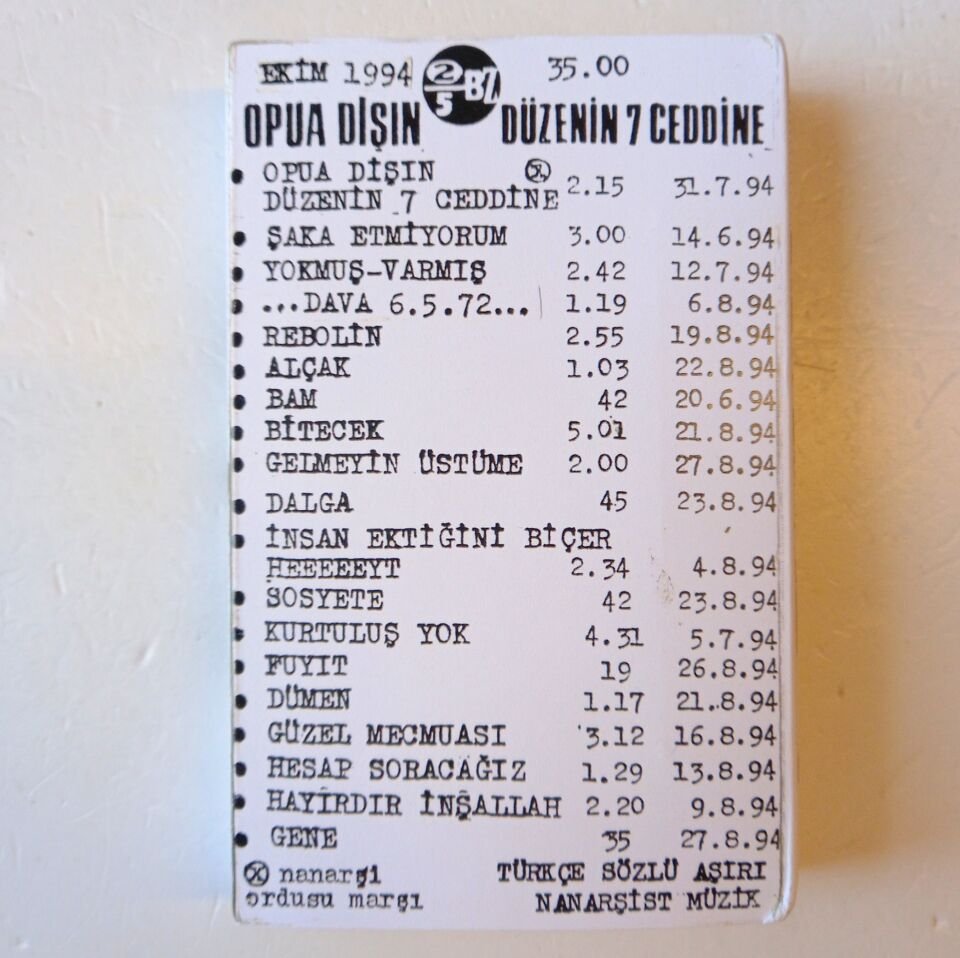 EKİM 1994 2/5 BZ 35.00
OPUA DİŞIN DÜZENİN 7 CEDDİNE
• OPUA DİŞIN ⓧ
DÜZENİN 7 CEDDİNE 2.15 31.7.94
• ŞAKA ETMİYORUM 3.00 14.6.94
• YOKMUŞ-VARMIŞ 2.42 12.7.94
• ...DAVA 6.5.72... 1.19 6.8.94
• REBOLİN 2.55 19.8.94
• ALÇAK 1.03 22.8.94
• BAM 42 20.6.94
• BİTECEK 5.01 21.8.94
• GELMEYİN ÜSTÜME 2.00 27.8.94
• DALGA 45 23.8.94
• İNSAN EKTİĞİNİ BİÇER
HEEEEEYT 2.34 4.8.94
• SOSYETE 42 23.8.94
• KURTULUŞ YOK 4.31 5.7.94
• FUYIT 19 26.8.94
• DÜMEN 1.17 21.8.94
• GÜZEL MECMUASI 3.12 16.8.94
• HESAP SORACAĞIZ 1.29 13.8.94
• HAYIRDIR İNŞALLAH 2.20 9.8.94
• GENE 35 27.8.94
ⓧ nanarşi TÜRKÇE SÖZLÜ AŞIRI
ordusu marşı NANARŞİST MÜZİK